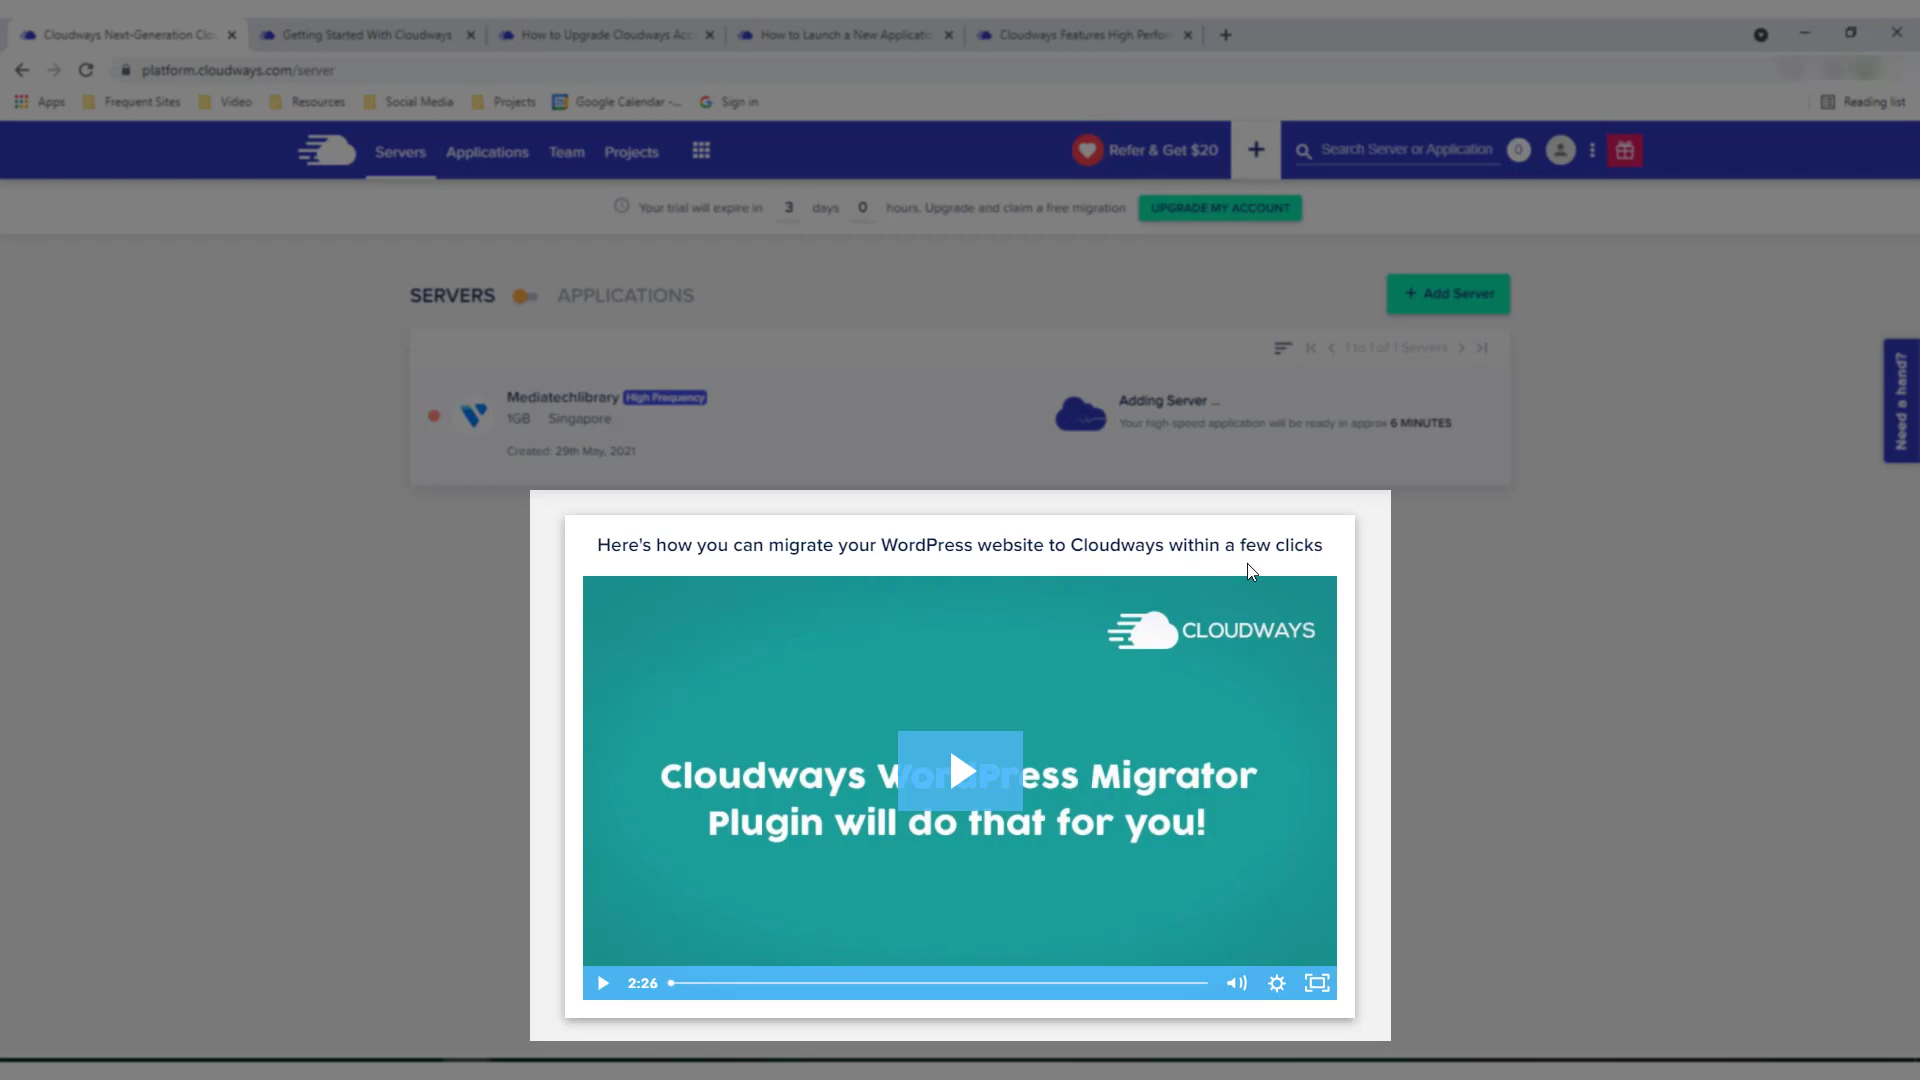 Cloudways Next-Generation Clo
Getting Started With Cloudways
How to Upgrade Cloudways Acc
How to Launch a New Applicatio
Cloudways Features High Perfor
platform.cloudways.com/server
Apps
Frequent Sites
Video
Resources
Social Media
Projects
Google Calendar -...
Sign in
Reading list
Servers
Applications
Team
Projects
Refer & Get $20
Search Server or Application
0
Your trial will expire in 3 days 0 hours. Upgrade and claim a free migration
UPGRADE MY ACCOUNT
SERVERS
APPLICATIONS
+ Add Server
1 to 1 of 1 Servers
Need a hand?
Mediatechlibrary High Frequency
1GB Singapore
Created: 29th May, 2021
Adding Server ...
Your high-speed application will be ready in approx 6 MINUTES
Here's how you can migrate your WordPress website to Cloudways within a few clicks
CLOUDWAYS
Cloudways WordPress Migrator
Plugin will do that for you!
2:26